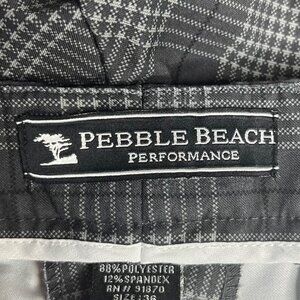 PEBBLE BEACH
PERFORMANCE
88% POLYESTER
12% SPANDEX
RN # 91870
SIZE: 36